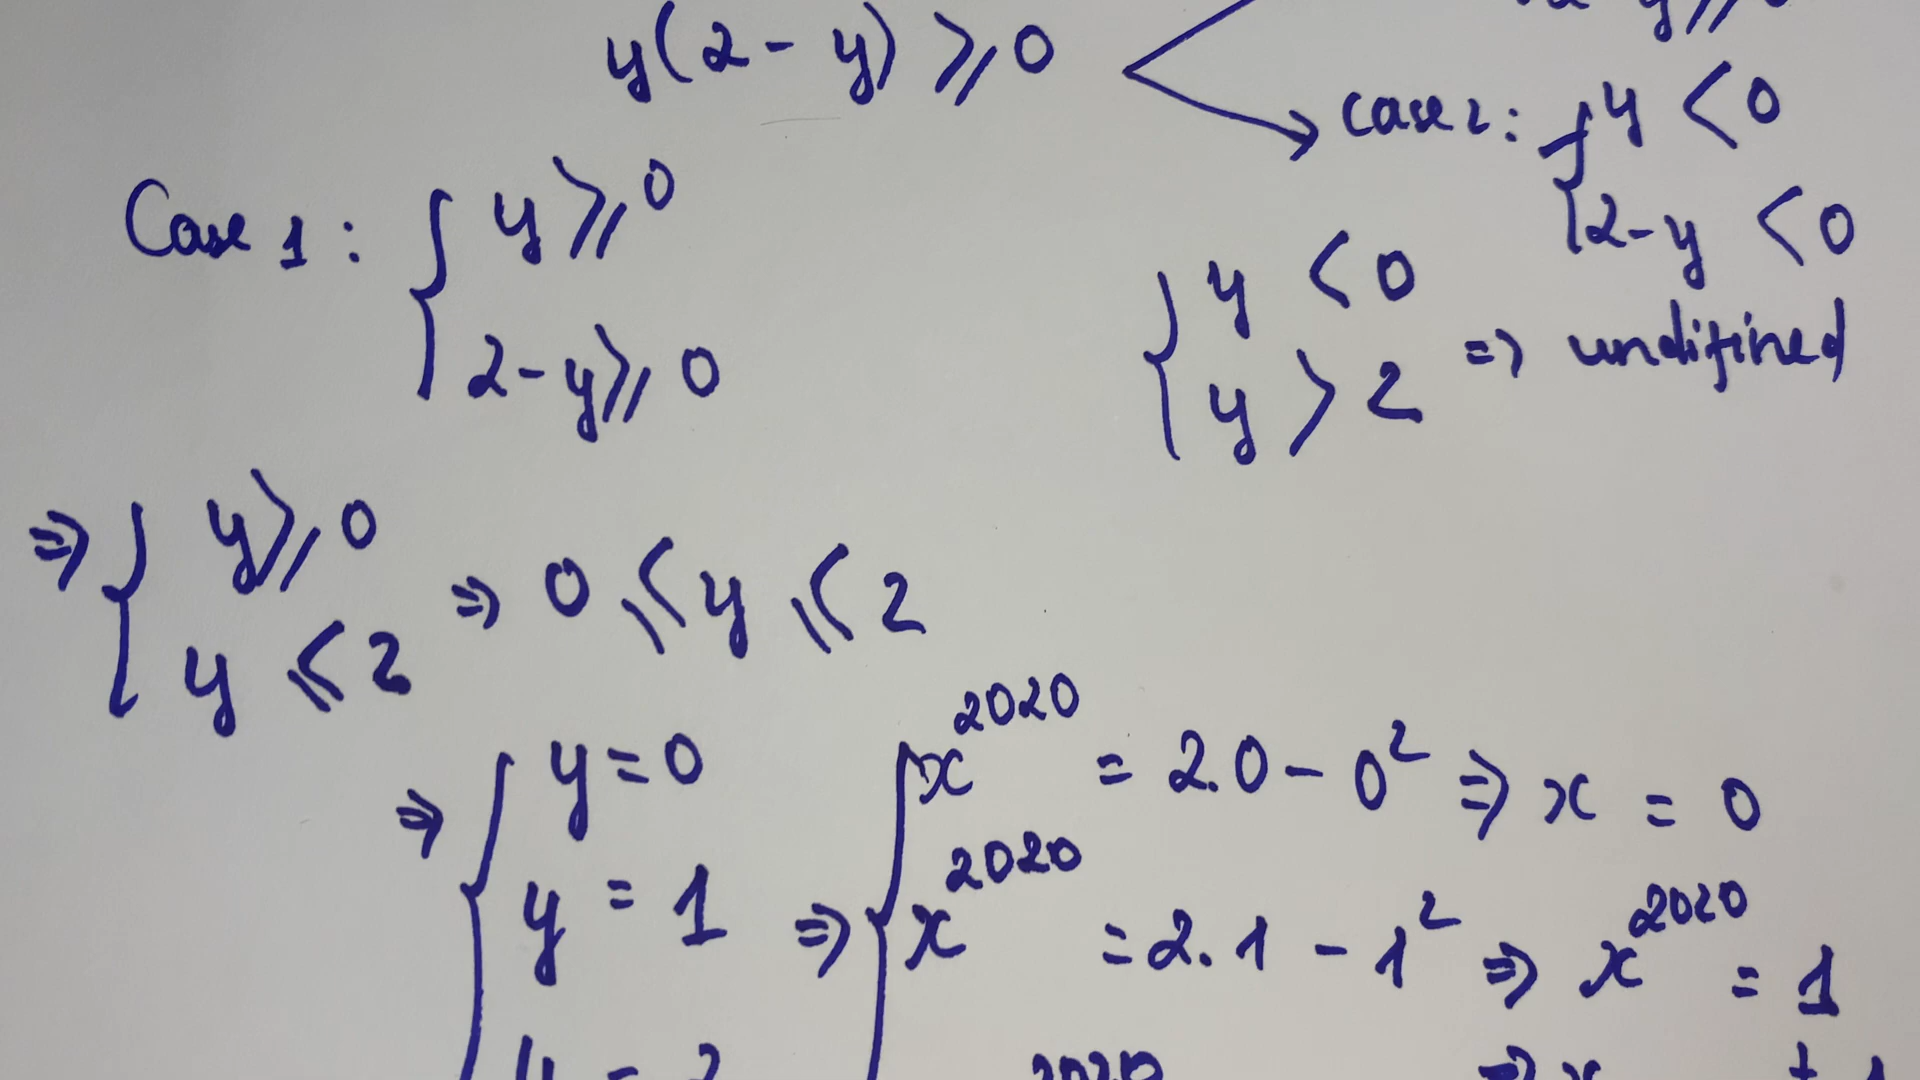 y(2 - y) ⩾ 0
case 2: { y < 0
2-y < 0
Case 1: { y ⩾ 0
2-y ⩾ 0
{ y < 0
y > 2 => undifined
=> { y ⩾ 0
y ⩽ 2 => 0 ⩽ y ⩽ 2
=> { y = 0
y = 1
=> { x^2020 = 2.0 - 0^2 => x = 0
x^2020 = 2.1 - 1^2 => x^2020 = 1
2020 => x